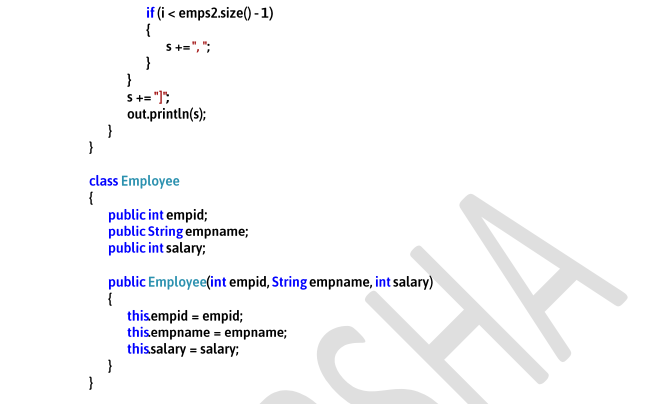 if (i < emps2.size() - 1)
{
s += ", ";
}
}
s += "]";
out.println(s);
}
}
class Employee
{
public int empid;
public String empname;
public int salary;
public Employee(int empid, String empname, int salary)
{
this.empid = empid;
this.empname = empname;
this.salary = salary;
}
}
RSHA